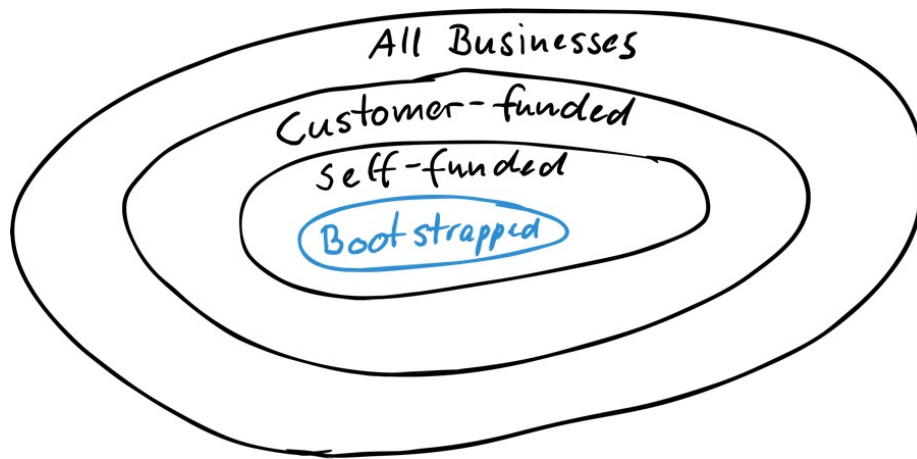 All Businesses
Customer-funded
self-funded
Bootstrapped